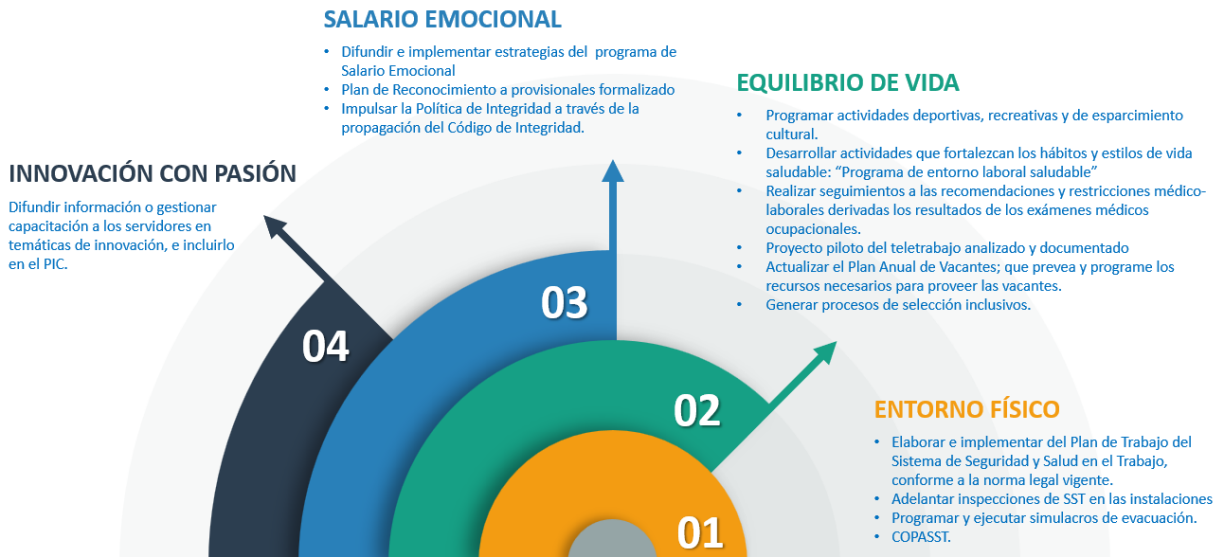 SALARIO EMOCIONAL
• Difundir e implementar estrategias del programa de
Salario Emocional
• Plan de Reconocimiento a provisionales formalizado
• Impulsar la Política de Integridad a través de la
propagación del Código de Integridad.
EQUILIBRIO DE VIDA
• Programar actividades deportivas, recreativas y de esparcimiento
cultural.
• Desarrollar actividades que fortalezcan los hábitos y estilos de vida
saludable: “Programa de entorno laboral saludable”
• Realizar seguimientos a las recomendaciones y restricciones médico-
laborales derivadas los resultados de los exámenes médicos
ocupacionales.
• Proyecto piloto del teletrabajo analizado y documentado
• Actualizar el Plan Anual de Vacantes; que prevea y programe los
recursos necesarios para proveer las vacantes.
• Generar procesos de selección inclusivos.
INNOVACIÓN CON PASIÓN
Difundir información o gestionar
capacitación a los servidores en
temáticas de innovación, e incluirlo
en el PIC.
04
03
02
01
ENTORNO FÍSICO
• Elaborar e implementar del Plan de Trabajo del
Sistema de Seguridad y Salud en el Trabajo,
conforme a la norma legal vigente.
• Adelantar inspecciones de SST en las instalaciones
• Programar y ejecutar simulacros de evacuación.
• COPASST.